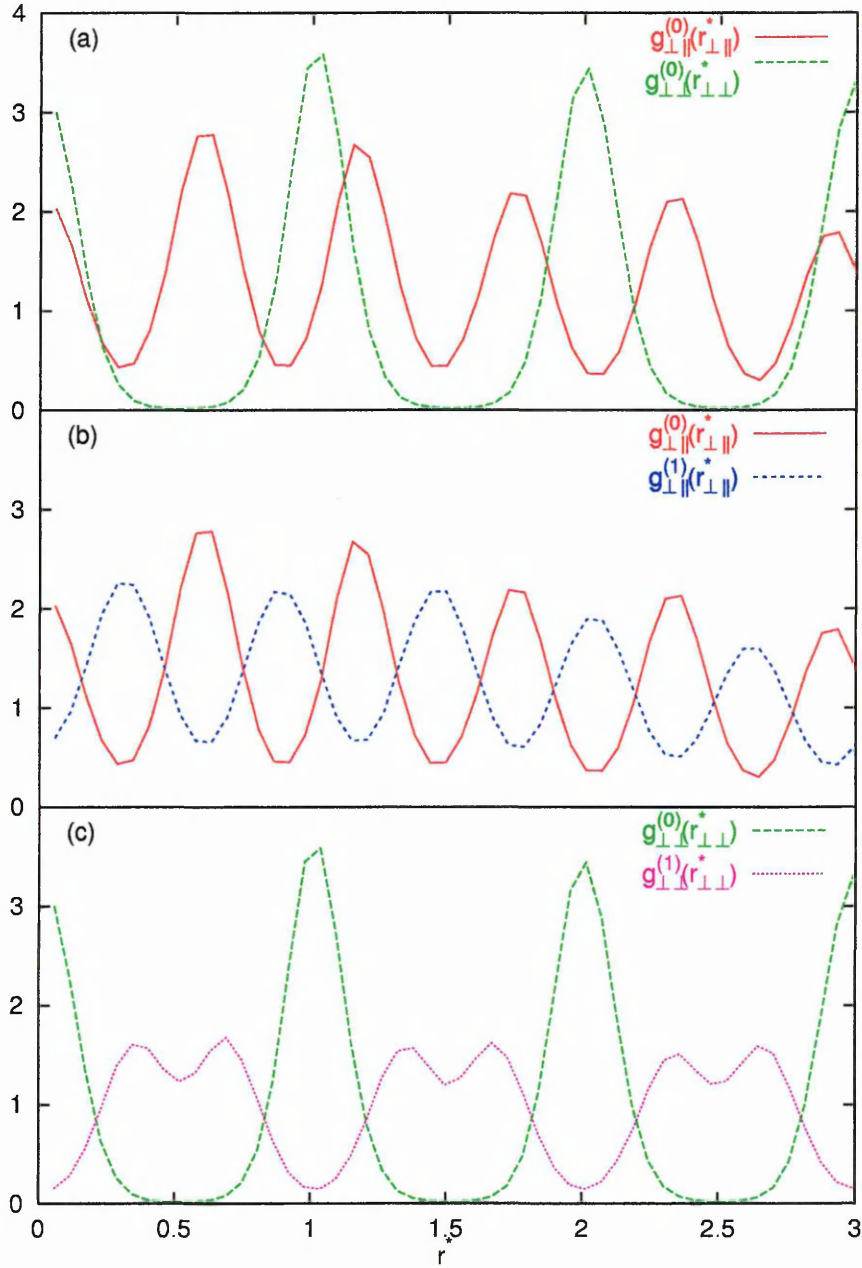 4
(a)
g⊥∥^(0)(r*⊥∥)
g⊥⊥^(0)(r*⊥⊥)
3
2
1
0
(b)
g⊥∥^(0)(r*⊥∥)
g⊥∥^(1)(r*⊥∥)
3
2
1
0
(c)
g⊥⊥^(0)(r*⊥⊥)
g⊥⊥^(1)(r*⊥⊥)
3
2
1
0
0 0.5 1 1.5 2 2.5 3
r*